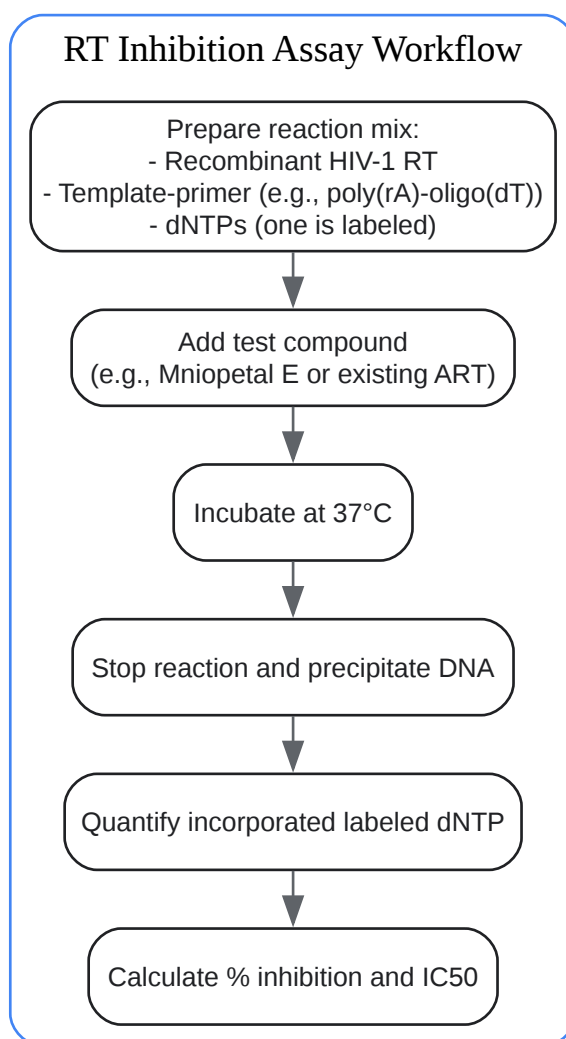 RT Inhibition Assay Workflow
Prepare reaction mix:
- Recombinant HIV-1 RT
- Template-primer (e.g., poly(rA)-oligo(dT))
- dNTPs (one is labeled)
Add test compound
(e.g., Mniopetal E or existing ART)
Incubate at 37°C
Stop reaction and precipitate DNA
Quantify incorporated labeled dNTP
Calculate % inhibition and IC50